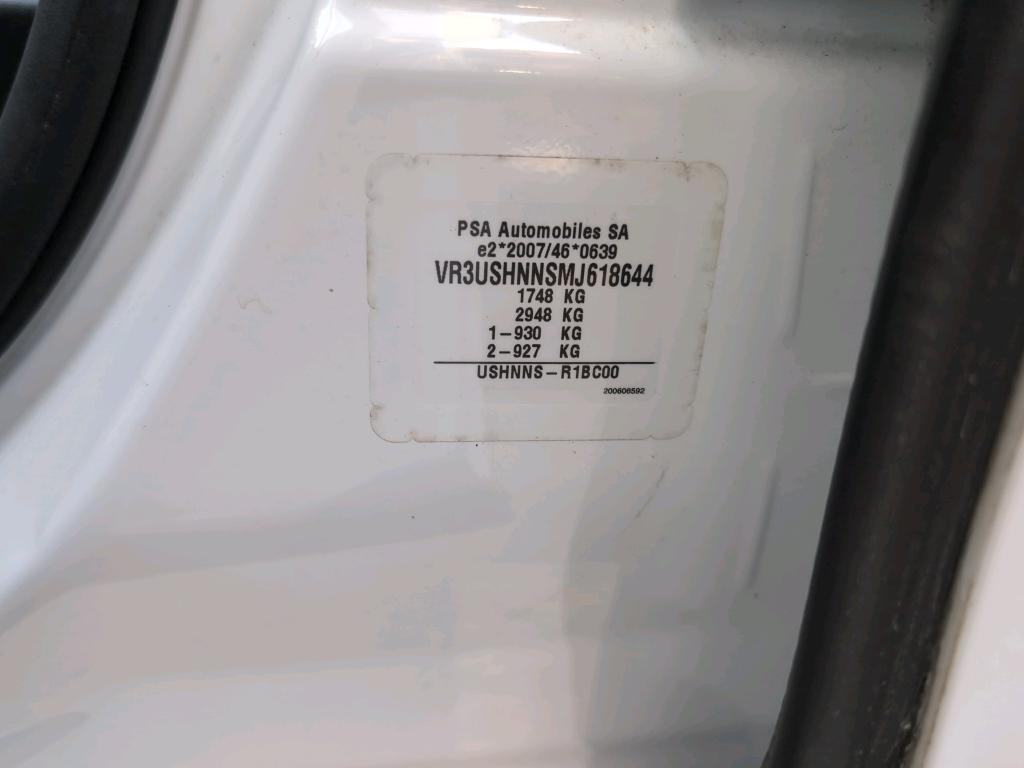 PSA Automobiles SA
e2*2007/46*0639
VR3USHNNSMJ618644
1748 KG
2948 KG
1-930 KG
2-927 KG
USHNNS-R1BC00
200606592